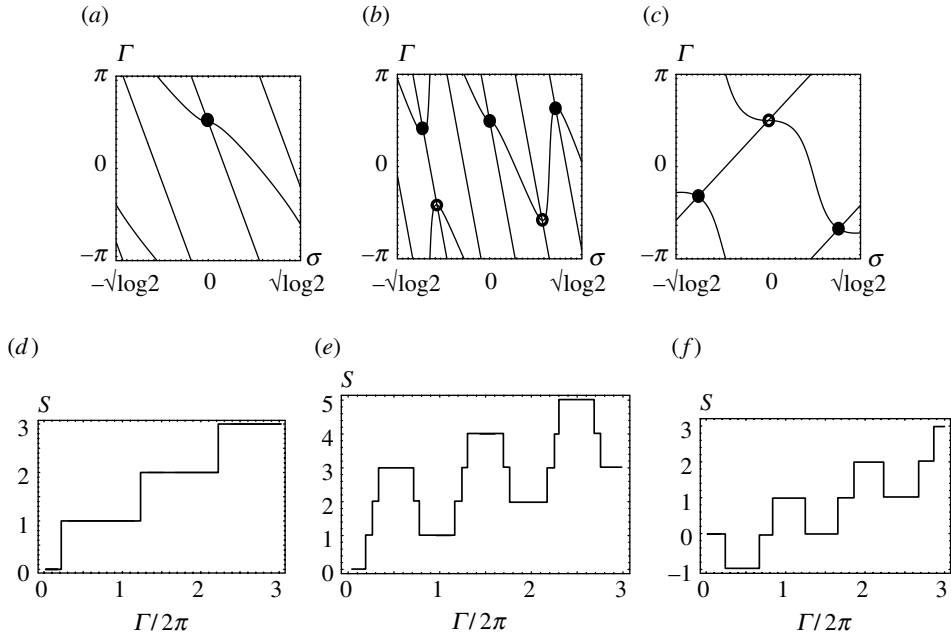 (a) (b) (c)
Γ Γ Γ
π π π
0 0 0
−π −π −π
σ σ σ
−√log2 0 √log2 −√log2 0 √log2 −√log2 0 √log2
(d) (e) (f)
S S S
3 2 1 0
5 4 3 2 1 0
3 2 1 0 −1
0 1 2 3 0 1 2 3 0 1 2 3
Γ/2π Γ/2π Γ/2π